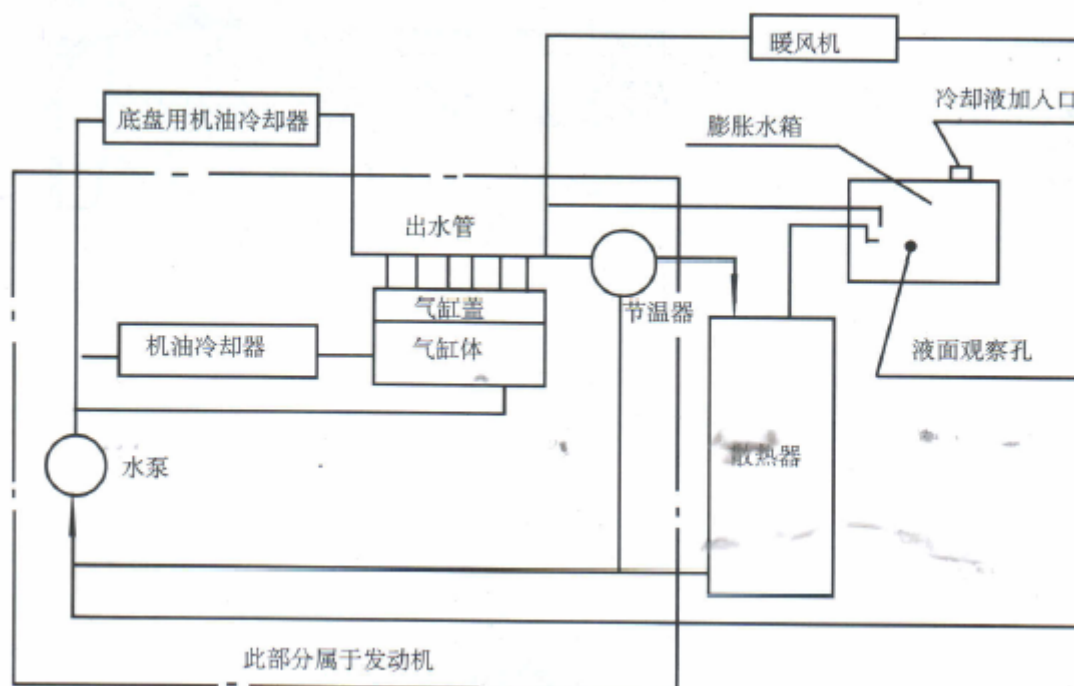 暖风机
冷却液加入口
底盘用机油冷却器
膨胀水箱
出水管
气缸盖
节温器
机油冷却器
气缸体
液面观察孔
散热器
水泵
此部分属于发动机